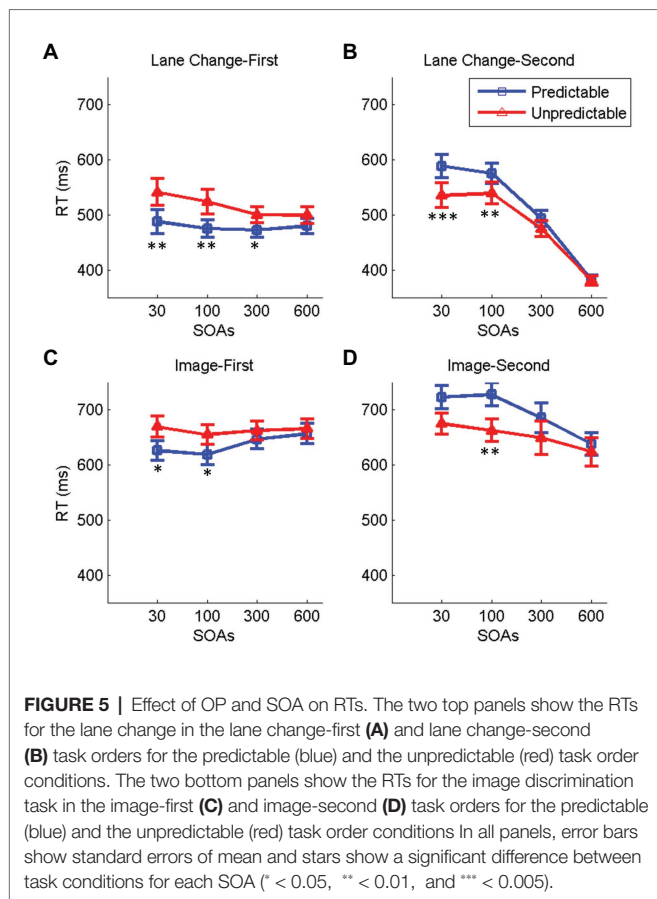 A
Lane Change-First
700
600
500
400
RT (ms)
** ** *
30 100 300 600
SOAs
B
Lane Change-Second
Predictable
Unpredictable
700
600
500
400
*** **
30 100 300 600
SOAs
C
Image-First
700
600
500
400
RT (ms)
* *
30 100 300 600
SOAs
D
Image-Second
700
600
500
400
**
30 100 300 600
SOAs
FIGURE 5 | Effect of OP and SOA on RTs. The two top panels show the RTs
for the lane change in the lane change-first (A) and lane change-second
(B) task orders for the predictable (blue) and the unpredictable (red) task order
conditions. The two bottom panels show the RTs for the image discrimination
task in the image-first (C) and image-second (D) task orders for the predictable
(blue) and the unpredictable (red) task order conditions In all panels, error bars
show standard errors of mean and stars show a significant difference between
task conditions for each SOA (* < 0.05, ** < 0.01, and *** < 0.005).